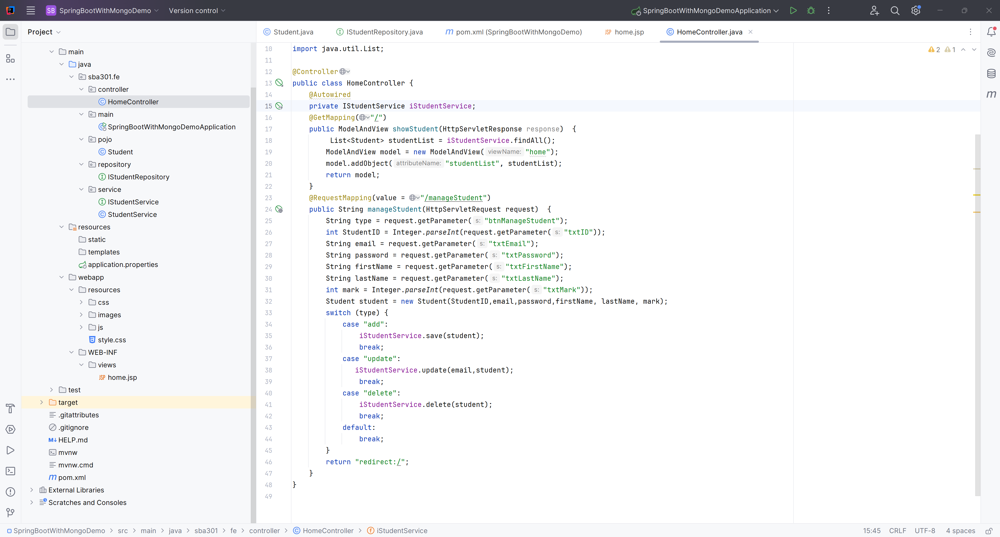 SB SpringBootWithMongoDemo Version control SpringBootWithMongoDemoApplication
Project
Student.java IStudentRepository.java pom.xml (SpringBootWithMongoDemo) JSP home.jsp HomeController.java
main
java
sba301.fe
controller
HomeController
main
SpringBootWithMongoDemoApplication
pojo
Student
repository
IStudentRepository
service
IStudentService
StudentService
resources
static
templates
application.properties
webapp
resources
css
images
js
style.css
WEB-INF
views
JSP home.jsp
test
target
.gitattributes
.gitignore
M↓ HELP.md
mvnw
mvnw.cmd
m pom.xml
External Libraries
Scratches and Consoles
2 1
10 import java.util.List;
11
12 @Controller
13 public class HomeController {
14 @Autowired
15 private IStudentService iStudentService;
16 @GetMapping("/")
17 public ModelAndView showStudent(HttpServletResponse response) {
18 List<Student> studentList = iStudentService.findAll();
19 ModelAndView model = new ModelAndView( viewName: "home");
20 model.addObject( attributeName: "studentList", studentList);
21 return model;
22 }
23 @RequestMapping(value = "/manageStudent")
24 public String manageStudent(HttpServletRequest request) {
25 String type = request.getParameter( s: "btnManageStudent");
26 int StudentID = Integer.parseInt(request.getParameter( s: "txtID"));
27 String email = request.getParameter( s: "txtEmail");
28 String password = request.getParameter( s: "txtPassword");
29 String firstName = request.getParameter( s: "txtFirstName");
30 String lastName = request.getParameter( s: "txtLastName");
31 int mark = Integer.parseInt(request.getParameter( s: "txtMark"));
32 Student student = new Student(StudentID,email,password,firstName, lastName, mark);
33 switch (type) {
34 case "add":
35 iStudentService.save(student);
36 break;
37 case "update":
38 iStudentService.update(email,student);
39 break;
40 case "delete":
41 iStudentService.delete(student);
42 break;
43 default:
44 break;
45 }
46 return "redirect:/";
47 }
48 }
49
SpringBootWithMongoDemo > src > main > java > sba301 > fe > controller > HomeController > iStudentService 15:45 CRLF UTF-8 4 spaces